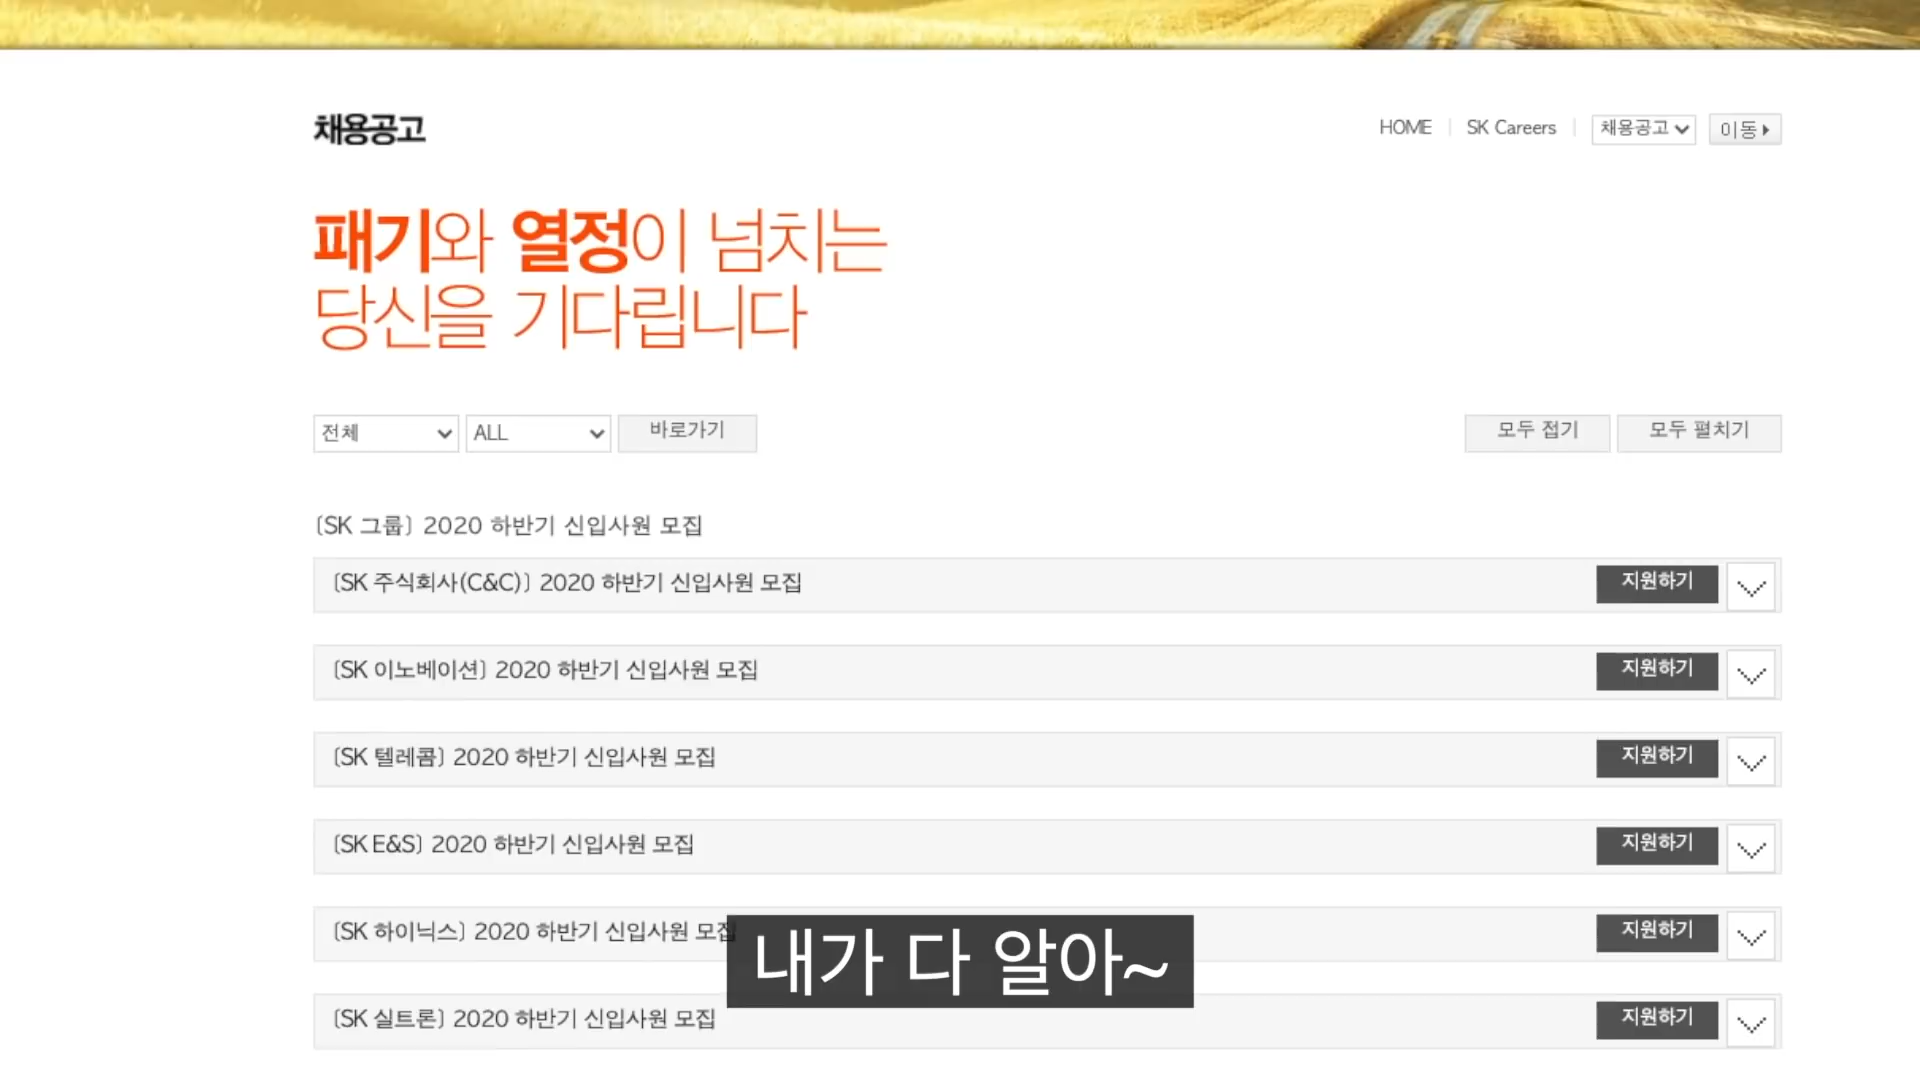 채용공고
HOME | SK Careers | 채용공고 이동
패기와 열정이 넘치는
당신을 기다립니다
전체 ALL 바로가기 모두 접기 모두 펼치기
[SK 그룹] 2020 하반기 신입사원 모집
[SK 주식회사(C&C)] 2020 하반기 신입사원 모집 지원하기
[SK 이노베이션] 2020 하반기 신입사원 모집 지원하기
[SK 텔레콤] 2020 하반기 신입사원 모집 지원하기
[SK E&S] 2020 하반기 신입사원 모집 지원하기
[SK 하이닉스] 2020 하반기 신입사원 모집 지원하기
내가 다 알아~
[SK 실트론] 2020 하반기 신입사원 모집 지원하기